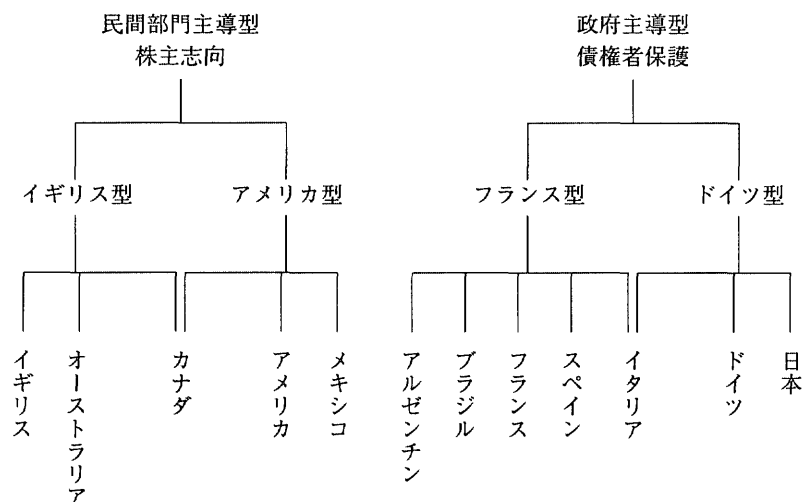 民間部門主導型
株主志向
政府主導型
債権者保護
イギリス型
アメリカ型
フランス型
ドイツ型
イギリス
オーストラリア
カナダ
アメリカ
メキシコ
アルゼンチン
ブラジル
フランス
スペイン
イタリア
ドイツ
日本